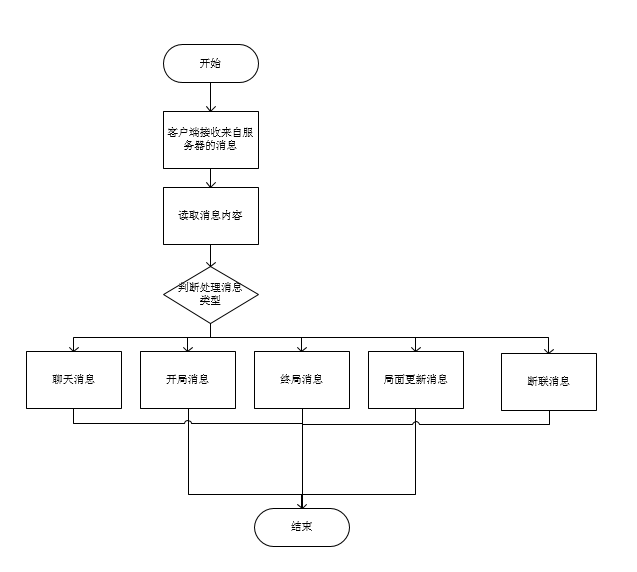 开始
客户端接收来自服
务器的消息
读取消息内容
判断处理消息
类型
聊天消息
开局消息
终局消息
局面更新消息
断联消息
结束